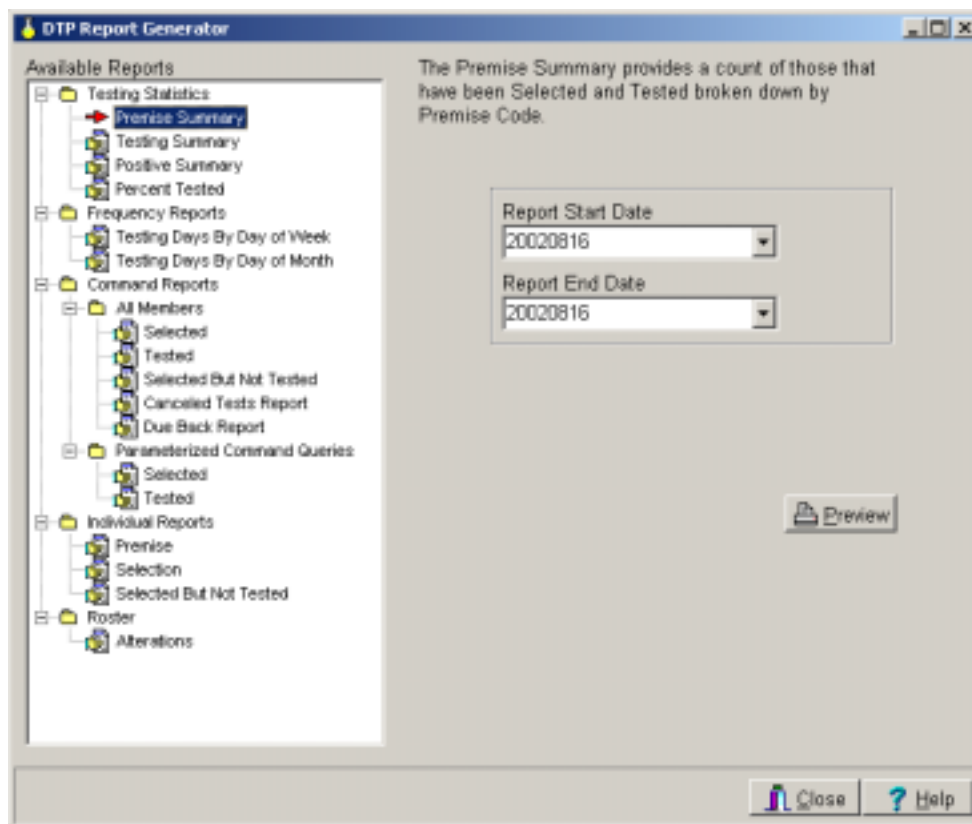 DTP Report Generator
Available Reports
Testing Statistics
Premise Summary
Testing Summary
Positive Summary
Percent Tested
Frequency Reports
Testing Days By Day of Week
Testing Days By Day of Month
Command Reports
All Members
Selected
Tested
Selected But Not Tested
Canceled Tests Report
Due Back Report
Parameterized Command Queries
Selected
Tested
Individual Reports
Premise
Selection
Selected But Not Tested
Roster
Alterations
The Premise Summary provides a count of those that
have been Selected and Tested broken down by
Premise Code.
Report Start Date
20020816
Report End Date
20020816
Preview
Close
Help